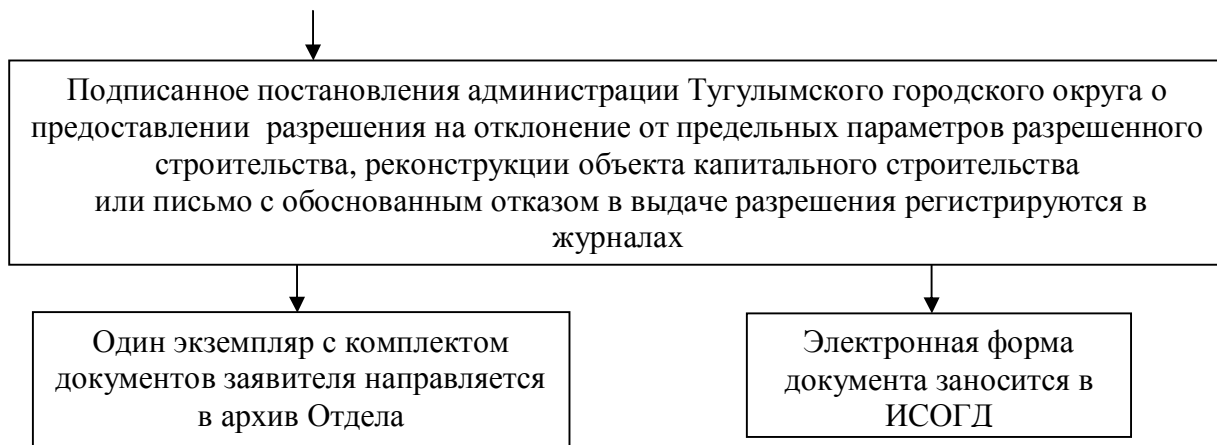 Подписанное постановления администрации Тугулымского городского округа о
предоставлении разрешения на отклонение от предельных параметров разрешенного
строительства, реконструкции объекта капитального строительства
или письмо с обоснованным отказом в выдаче разрешения регистрируются в
журналах
Один экземпляр с комплектом
документов заявителя направляется
в архив Отдела
Электронная форма
документа заносится в
ИСОГД